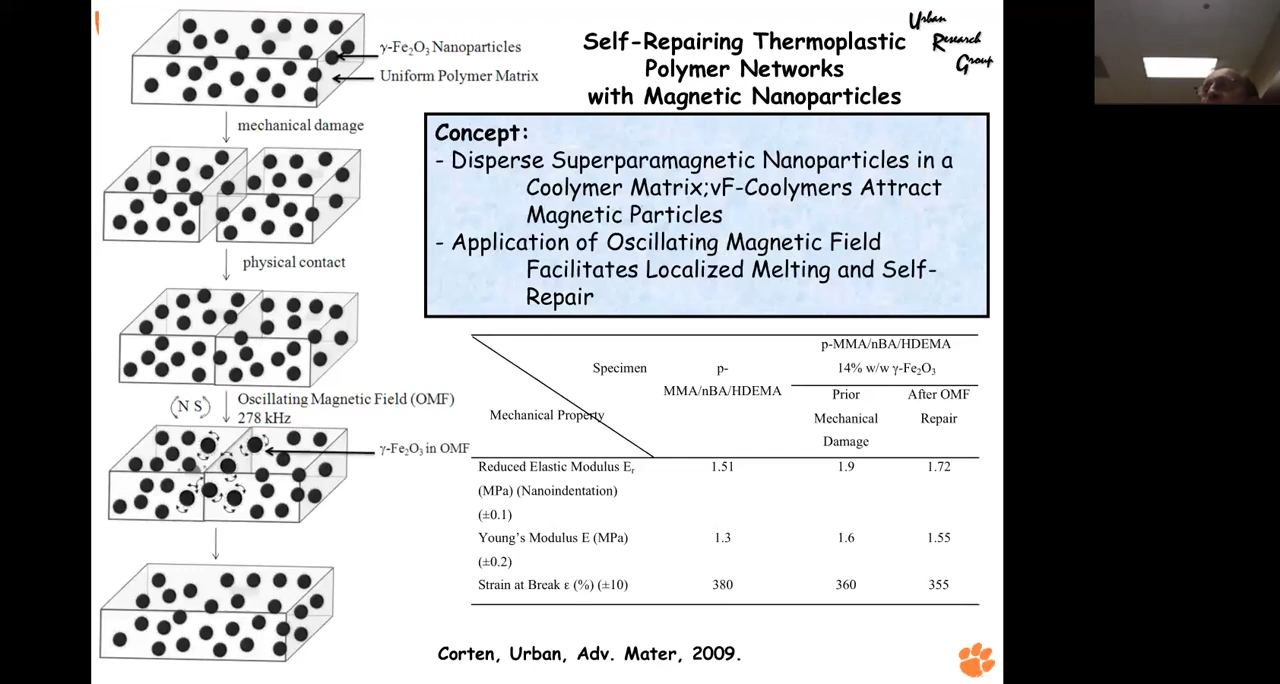 Urban
Research
Group
Self-Repairing Thermoplastic
Polymer Networks
with Magnetic Nanoparticles
γ-Fe₂O₃ Nanoparticles
Uniform Polymer Matrix
mechanical damage
physical contact
(N S)
Oscillating Magnetic Field (OMF)
278 kHz
γ-Fe₂O₃ in OMF
Concept:
- Disperse Superparamagnetic Nanoparticles in a
Coolymer Matrix;vF-Coolymers Attract
Magnetic Particles
- Application of Oscillating Magnetic Field
Facilitates Localized Melting and Self-
Repair
Specimen
Mechanical Property
p-
MMA/nBA/HDEMA
p-MMA/nBA/HDEMA
14% w/w γ-Fe₂O₃
Prior
Mechanical
Damage
After OMF
Repair
Reduced Elastic Modulus Eᵣ 1.51 1.9 1.72
(MPa) (Nanoindentation)
(±0.1)
Young's Modulus E (MPa) 1.3 1.6 1.55
(±0.2)
Strain at Break ε (%) (±10) 380 360 355
Corten, Urban, Adv. Mater, 2009.